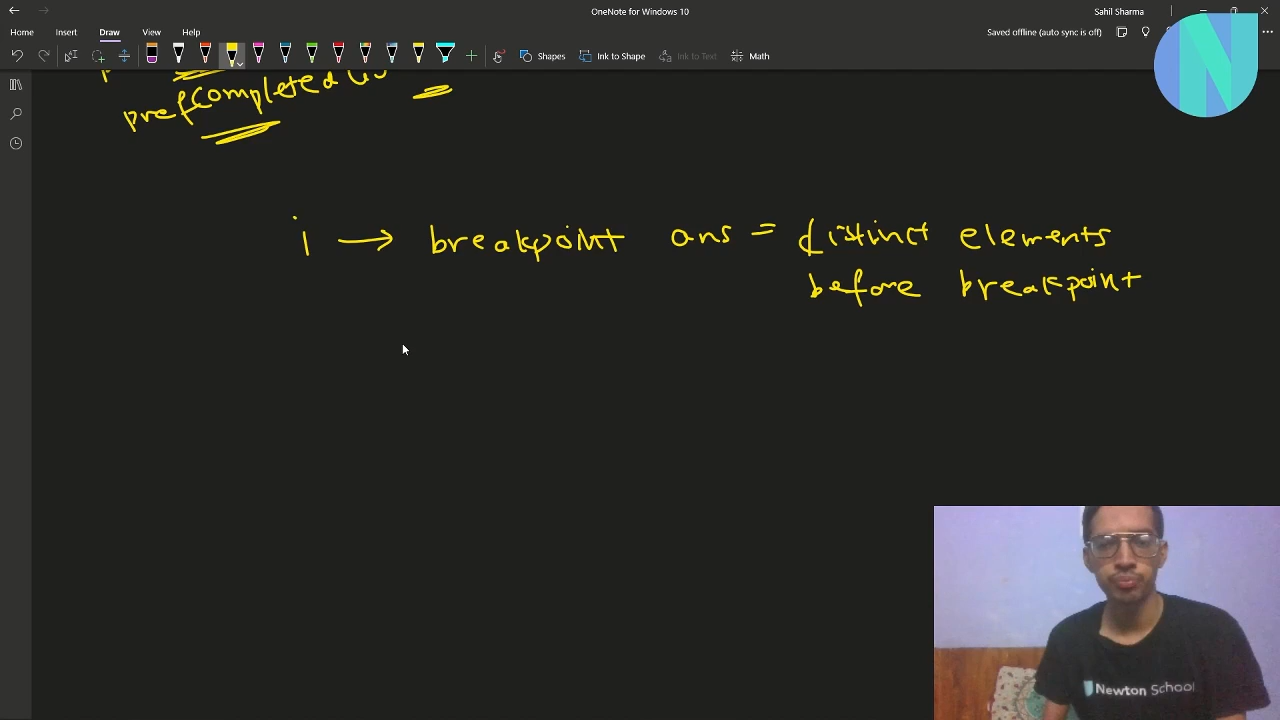 OneNote for Windows 10
Sahil Sharma
Home Insert Draw View Help
Saved offline (auto sync is off)
Shapes Ink to Shape Ink to Text Math
prefCompleted
i → breakpoint ans = distinct elements
before breakpoint
Newton School